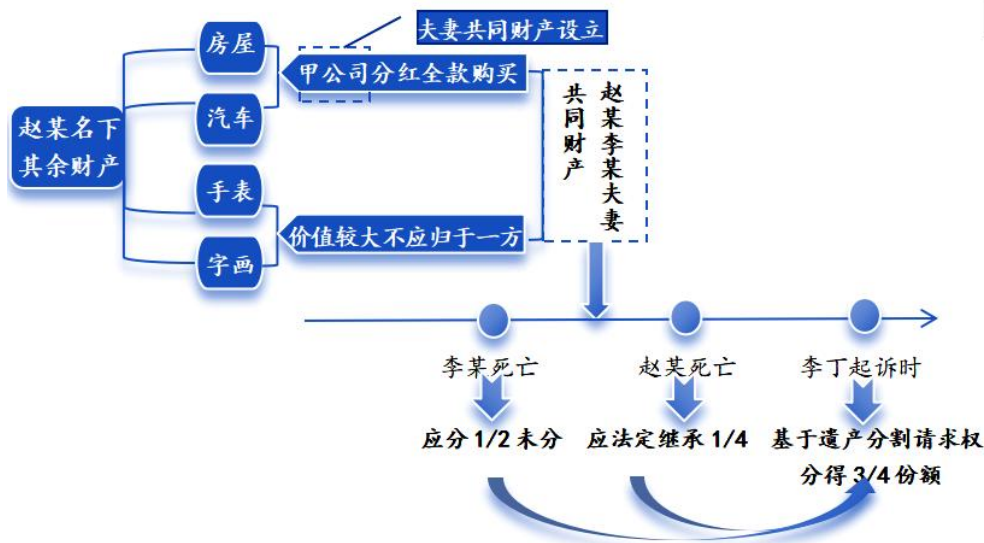 夫妻共同财产设立
房屋
甲公司分红全款购买
汽车
赵某名下
其余财产
手表
价值较大不应归于一方
字画
赵某李某夫妻
共同财产
李某死亡
赵某死亡
李丁起诉时
应分 1/2 未分
应法定继承 1/4
基于遗产分割请求权
分得 3/4 份额